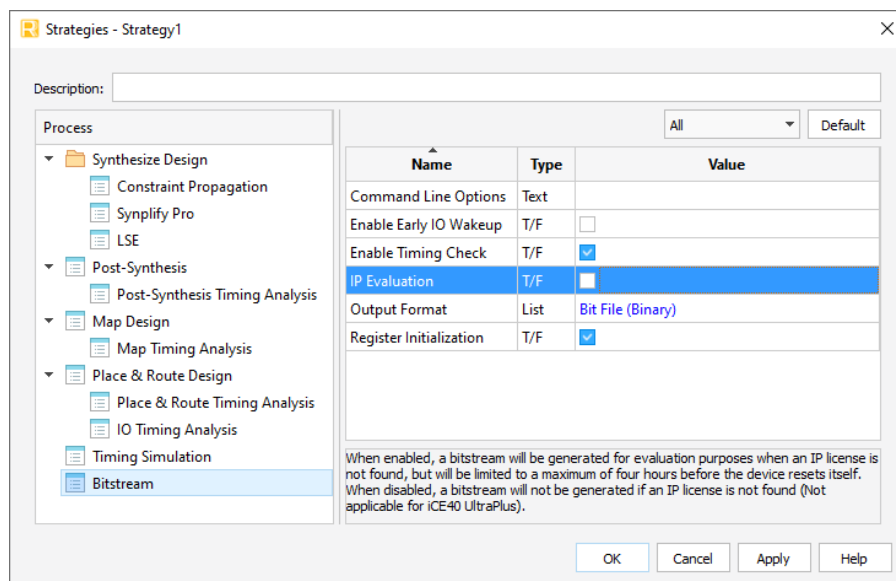 Strategies - Strategy1
Description:
Process
Synthesize Design
Constraint Propagation
Synplify Pro
LSE
Post-Synthesis
Post-Synthesis Timing Analysis
Map Design
Map Timing Analysis
Place & Route Design
Place & Route Timing Analysis
IO Timing Analysis
Timing Simulation
Bitstream
All Default
Name Type Value
Command Line Options Text
Enable Early IO Wakeup T/F
Enable Timing Check T/F
IP Evaluation T/F
Output Format List Bit File (Binary)
Register Initialization T/F
When enabled, a bitstream will be generated for evaluation purposes when an IP license is
not found, but will be limited to a maximum of four hours before the device resets itself.
When disabled, a bitstream will not be generated if an IP license is not found (Not
applicable for iCE40 UltraPlus).
OK Cancel Apply Help